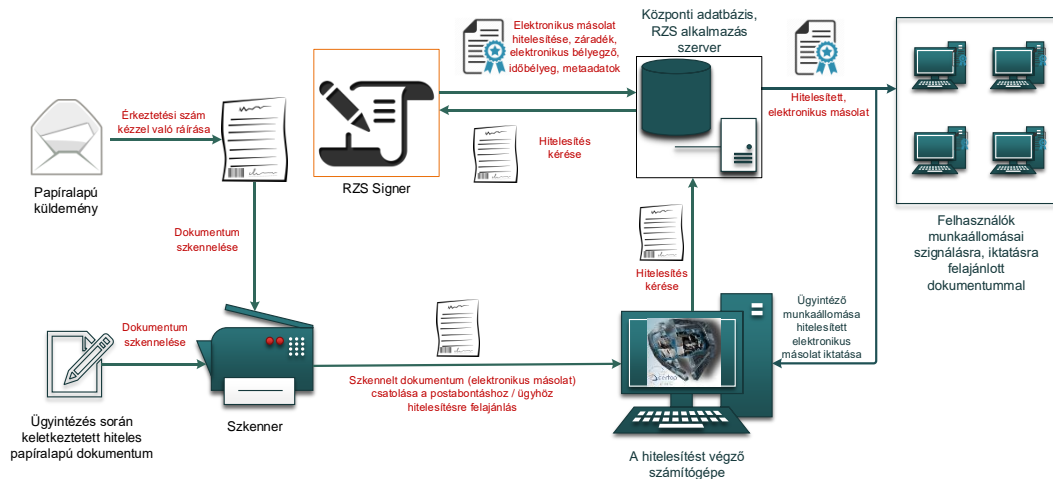 Elektronikus másolat
hitelesítése, záradék,
elektronikus bélyegző,
időbélyeg, metaadatok
Központi adatbázis,
RZS alkalmazás
szerver
Érkeztetési szám
kézzel való ráírása
Hitelesített,
elektronikus másolat
Hitelesítés
kérése
Papíralapú
küldemény
RZS Signer
Dokumentum
szkennelése
Hitelesítés
kérése
Felhasználók
munkaállomásai
szignálásra, iktatásra
felajánlott
dokumentummal
Dokumentum
szkennelése
Ügyintéző
munkaállomása
hitelesített
elektronikus
másolat iktatása
Szkennelt dokumentum (elektronikus másolat)
csatolása a postabontáshoz / ügyhöz
hitelesítésre felajánlás
Ügyintézés során
keletkeztetett hiteles
papíralapú dokumentum
Szkenner
A hitelesítést végző
számítógépe